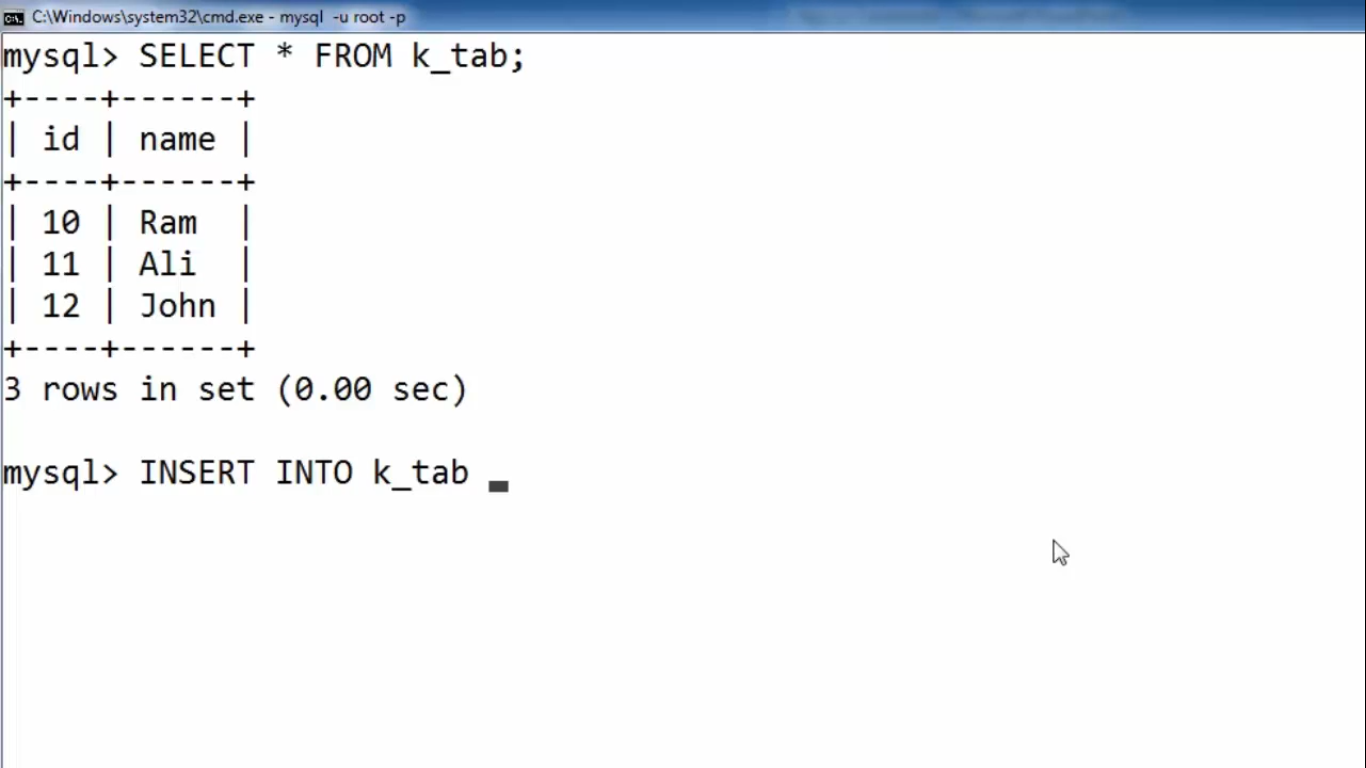 C:\Windows\system32\cmd.exe - mysql  -u root -p
mysql> SELECT * FROM k_tab;
+----+------+
| id | name |
+----+------+
| 10 | Ram  |
| 11 | Ali  |
| 12 | John |
+----+------+
3 rows in set (0.00 sec)
mysql> INSERT INTO k_tab